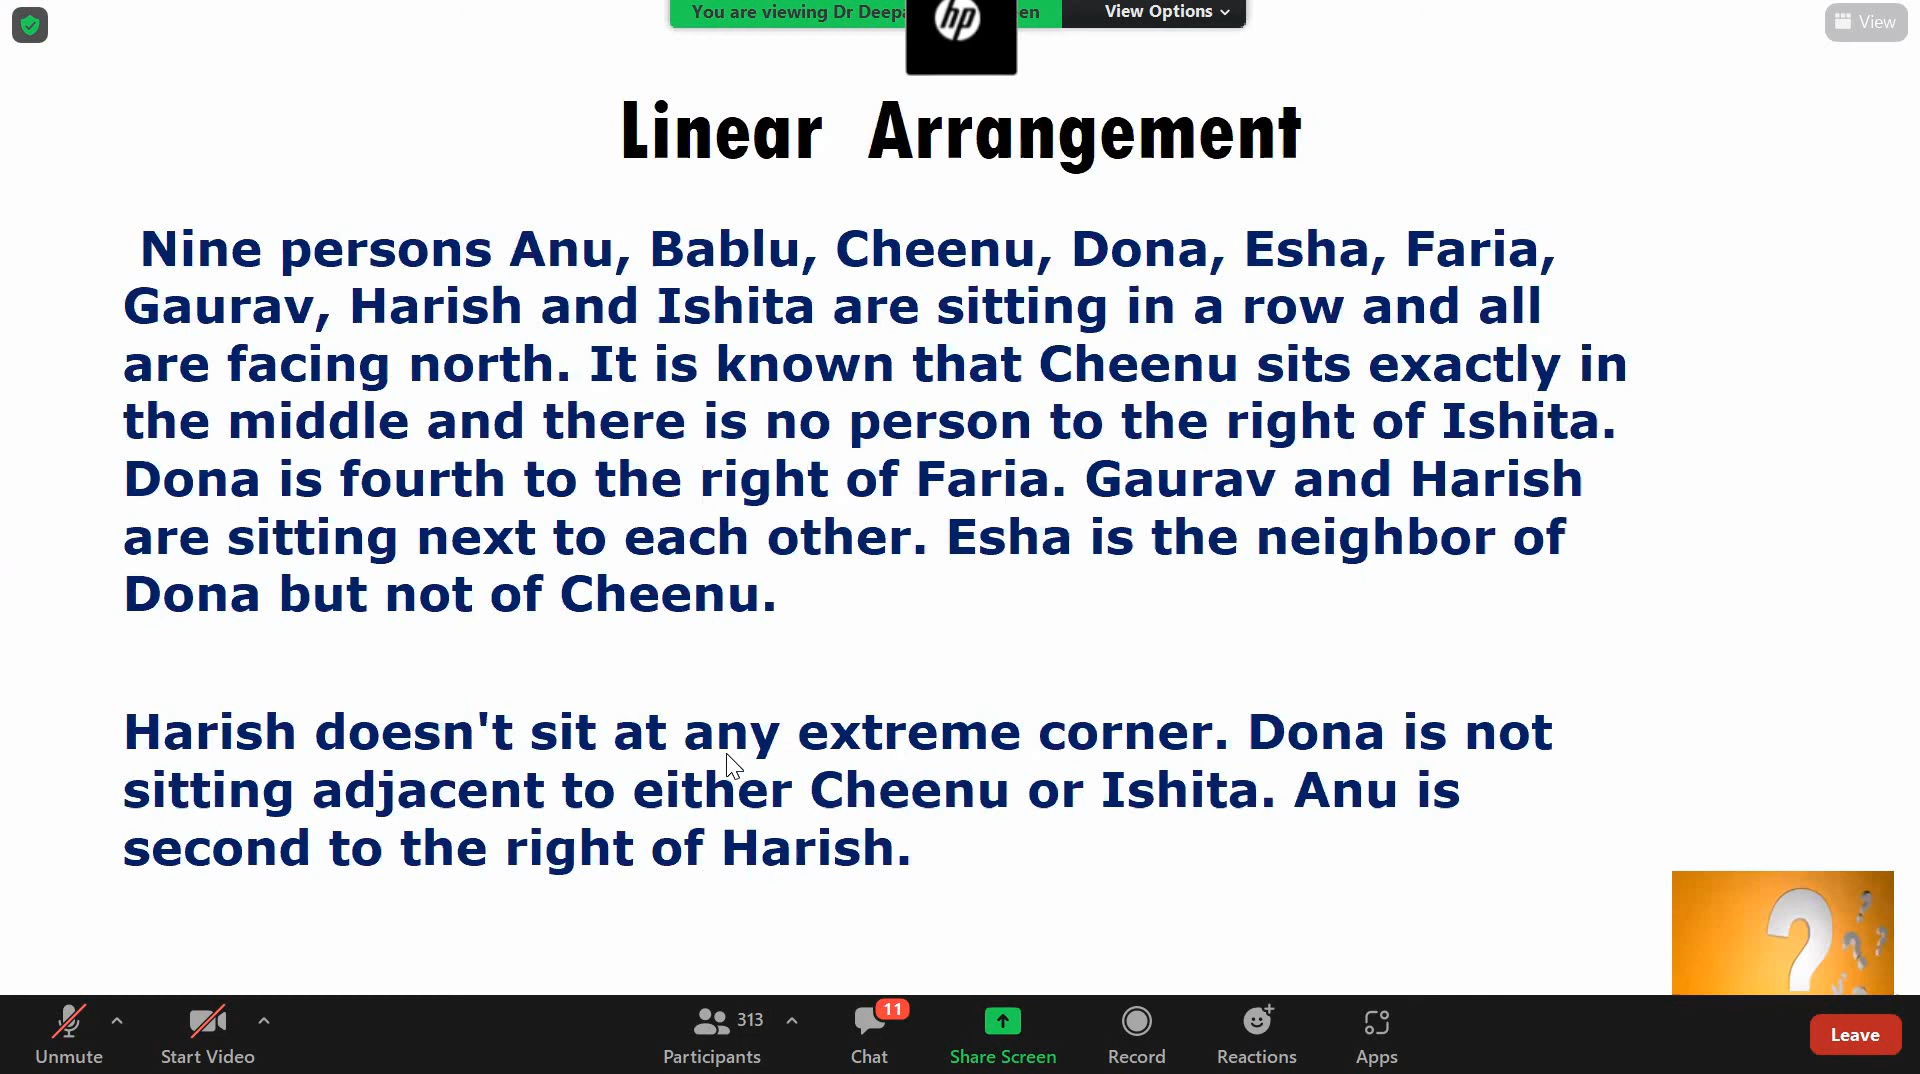 You are viewing Dr Deepa
en
View Options
View
hp
Linear Arrangement
Nine persons Anu, Bablu, Cheenu, Dona, Esha, Faria,
Gaurav, Harish and Ishita are sitting in a row and all
are facing north. It is known that Cheenu sits exactly in
the middle and there is no person to the right of Ishita.
Dona is fourth to the right of Faria. Gaurav and Harish
are sitting next to each other. Esha is the neighbor of
Dona but not of Cheenu.
Harish doesn't sit at any extreme corner. Dona is not
sitting adjacent to either Cheenu or Ishita. Anu is
second to the right of Harish.
?
11
313
Unmute
Start Video
Participants
Chat
Share Screen
Record
Reactions
Apps
Leave